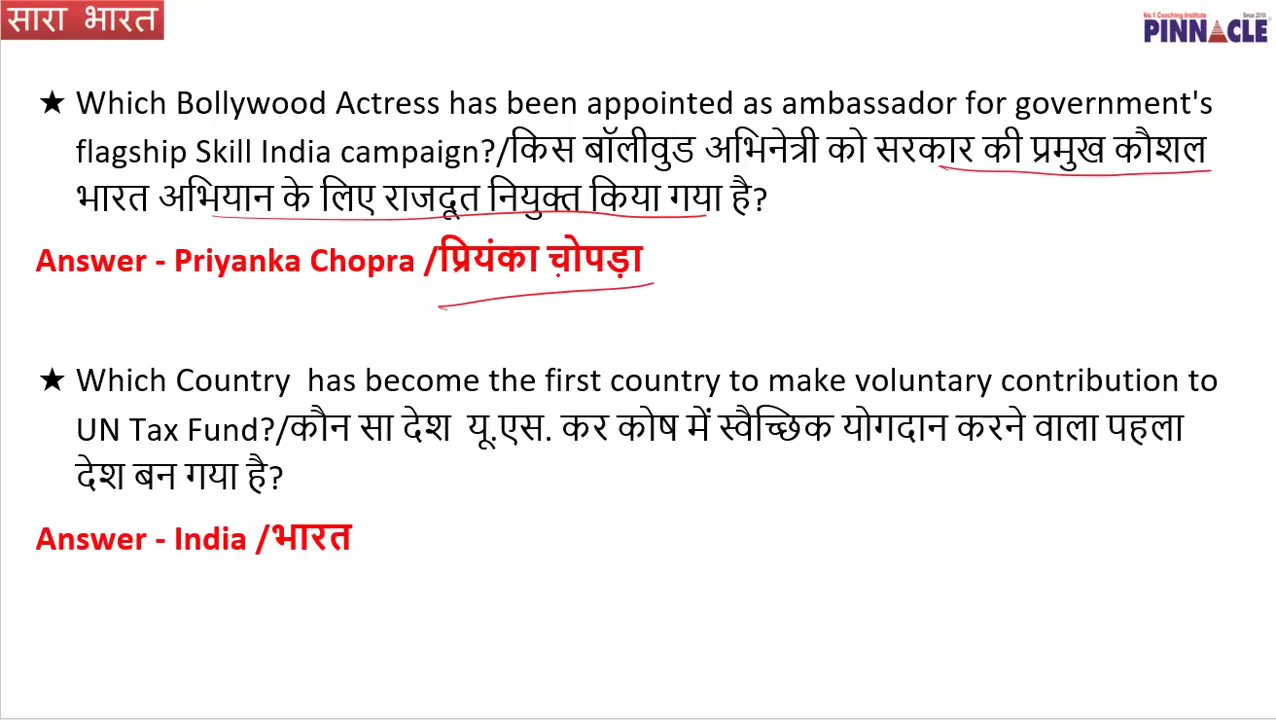 सारा भारत
No.1 Coaching Institute Since 2010
PINNACLE
★ Which Bollywood Actress has been appointed as ambassador for government's
flagship Skill India campaign?/किस बॉलीवुड अभिनेत्री को सरकार की प्रमुख कौशल
भारत अभियान के लिए राजदूत नियुक्त किया गया है?
Answer - Priyanka Chopra /प्रियंका चोपड़ा
★ Which Country  has become the first country to make voluntary contribution to
UN Tax Fund?/कौन सा देश  यू.एस. कर कोष में स्वैच्छिक योगदान करने वाला पहला
देश बन गया है?
Answer - India /भारत